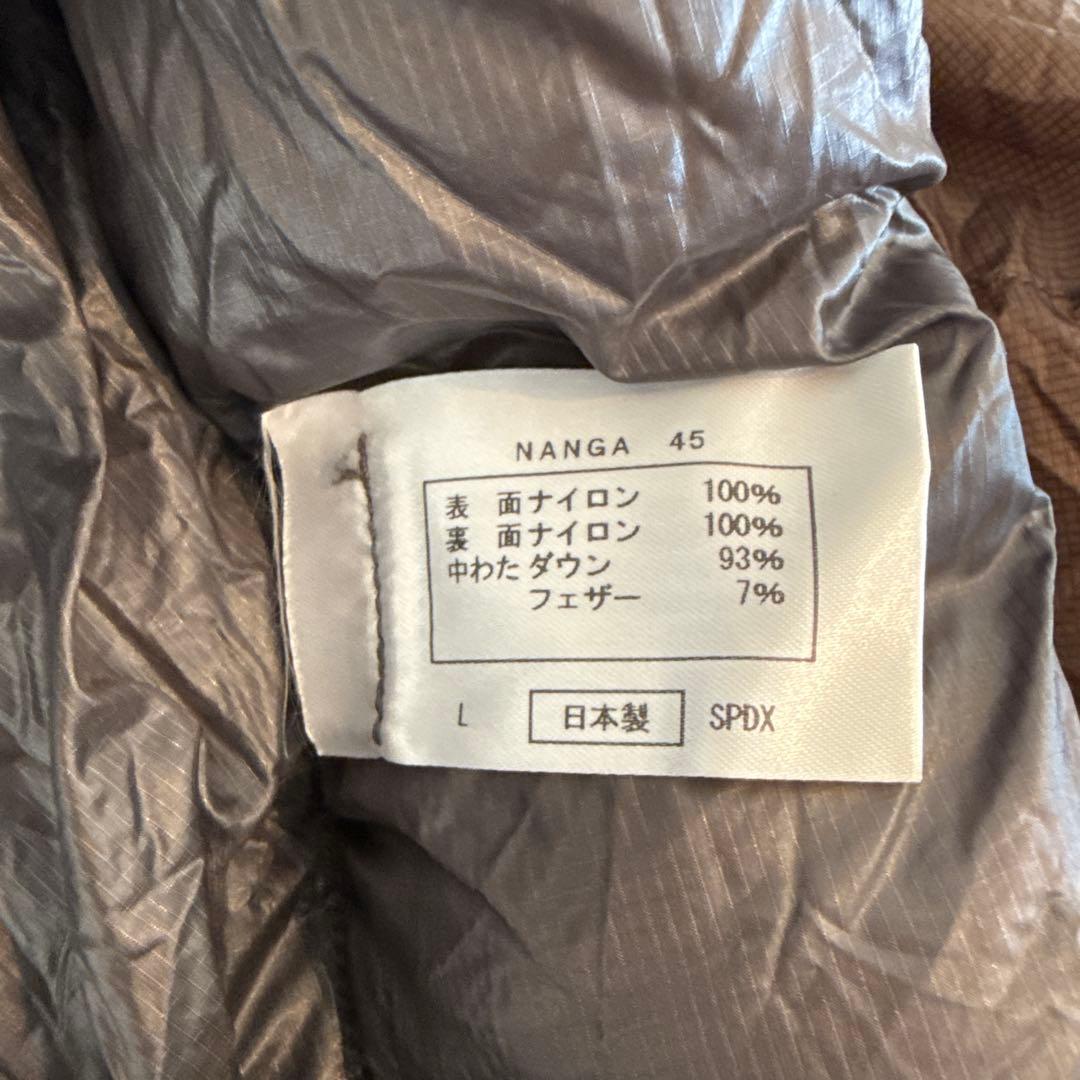 NANGA 45
表 面ナイロン 100%
裏 面ナイロン 100%
中わた ダウン 93%
フェザー 7%
L 日本製 SPDX